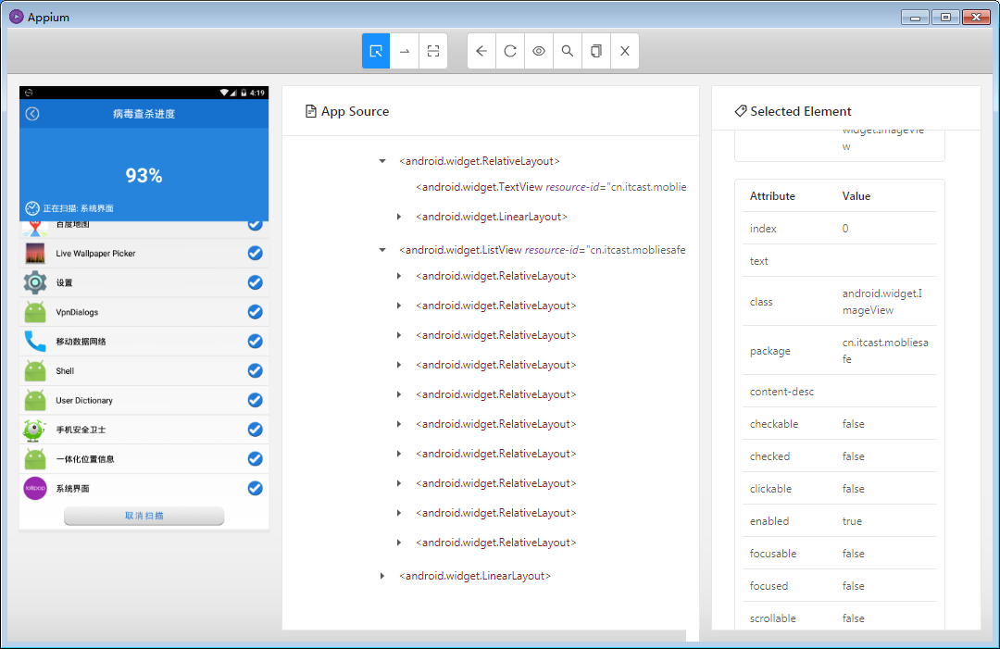 Appium
4:19
病毒查杀进度
93%
正在扫描: 系统界面
百度地图
Live Wallpaper Picker
设置
VpnDialogs
移动数据网络
Shell
User Dictionary
手机安全卫士
一体化位置信息
lollipop
系统界面
取消扫描
App Source
<android.widget.RelativeLayout>
<android.widget.TextView resource-id="cn.itcast.moblie
<android.widget.LinearLayout>
<android.widget.ListView resource-id="cn.itcast.mobliesafe
<android.widget.RelativeLayout>
<android.widget.RelativeLayout>
<android.widget.RelativeLayout>
<android.widget.RelativeLayout>
<android.widget.RelativeLayout>
<android.widget.RelativeLayout>
<android.widget.RelativeLayout>
<android.widget.RelativeLayout>
<android.widget.RelativeLayout>
<android.widget.RelativeLayout>
<android.widget.LinearLayout>
Selected Element
widget.ImageVie
w
Attribute Value
index 0
text
class android.widget.I
mageView
package cn.itcast.mobliesa
fe
content-desc
checkable false
checked false
clickable false
enabled true
focusable false
focused false
scrollable false